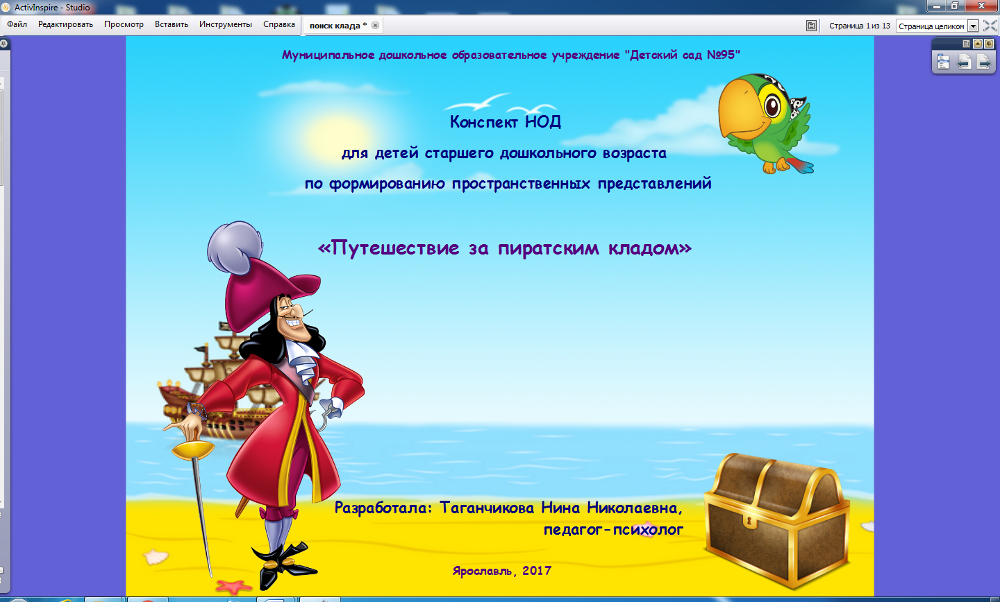 ActivInspire - Studio
Файл Редактировать Просмотр Вставить Инструменты Справка поиск клада * Страница 1 из 13 Страница целиком
Муниципальное дошкольное образовательное учреждение "Детский сад №95"
Конспект НОД
для детей старшего дошкольного возраста
по формированию пространственных представлений
«Путешествие за пиратским кладом»
Разработала: Таганчикова Нина Николаевна,
педагог-психолог
Ярославль, 2017